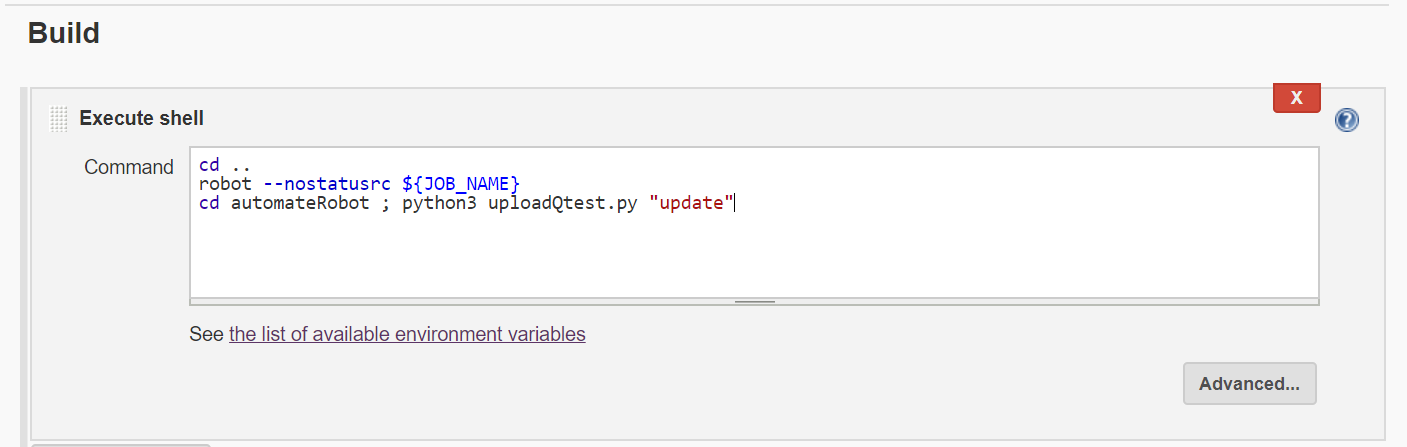 Build
X
Execute shell
Command
cd ..
robot --nostatusrc ${JOB_NAME}
cd automateRobot ; python3 uploadQtest.py "update"
See the list of available environment variables
Advanced...